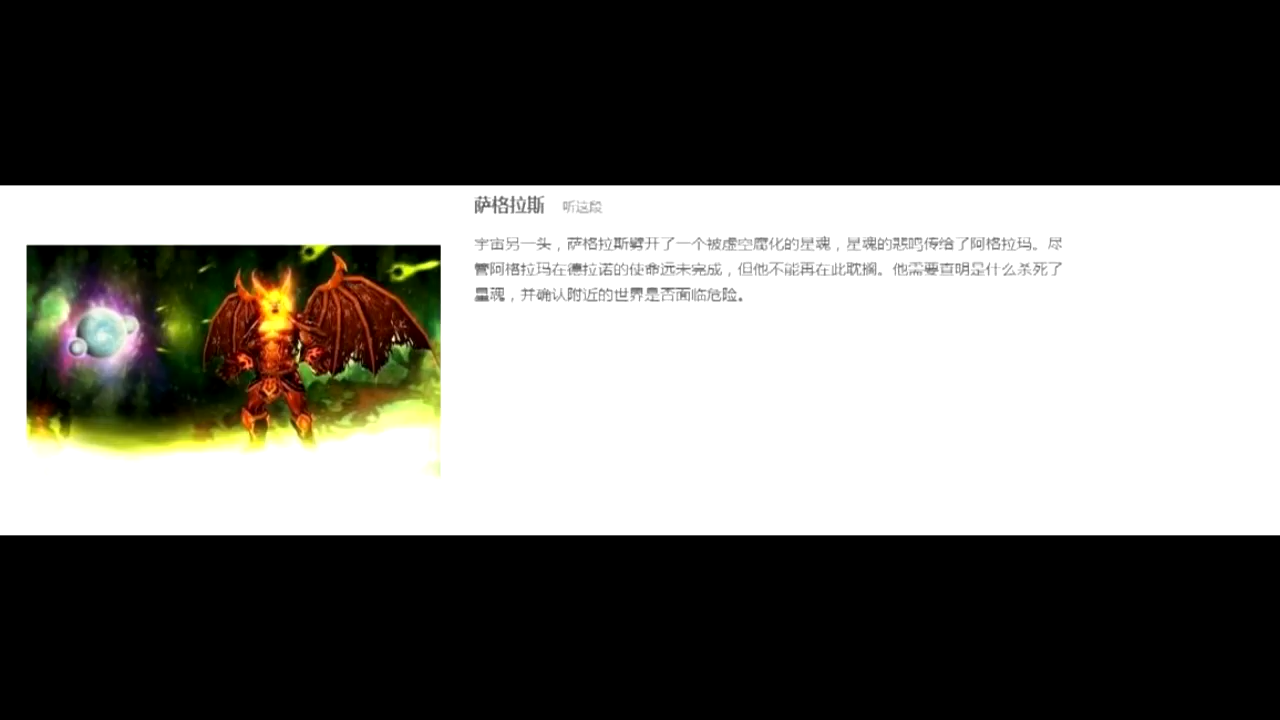 萨格拉斯 听这段
宇宙另一头，萨格拉斯劈开了一个被虚空腐化的星魂，星魂的悲鸣传给了阿格拉玛。尽
管阿格拉玛在德拉诺的使命远未完成，但他不能再在此耽搁。他需要查明是什么杀死了
星魂，并确认附近的世界是否面临危险。